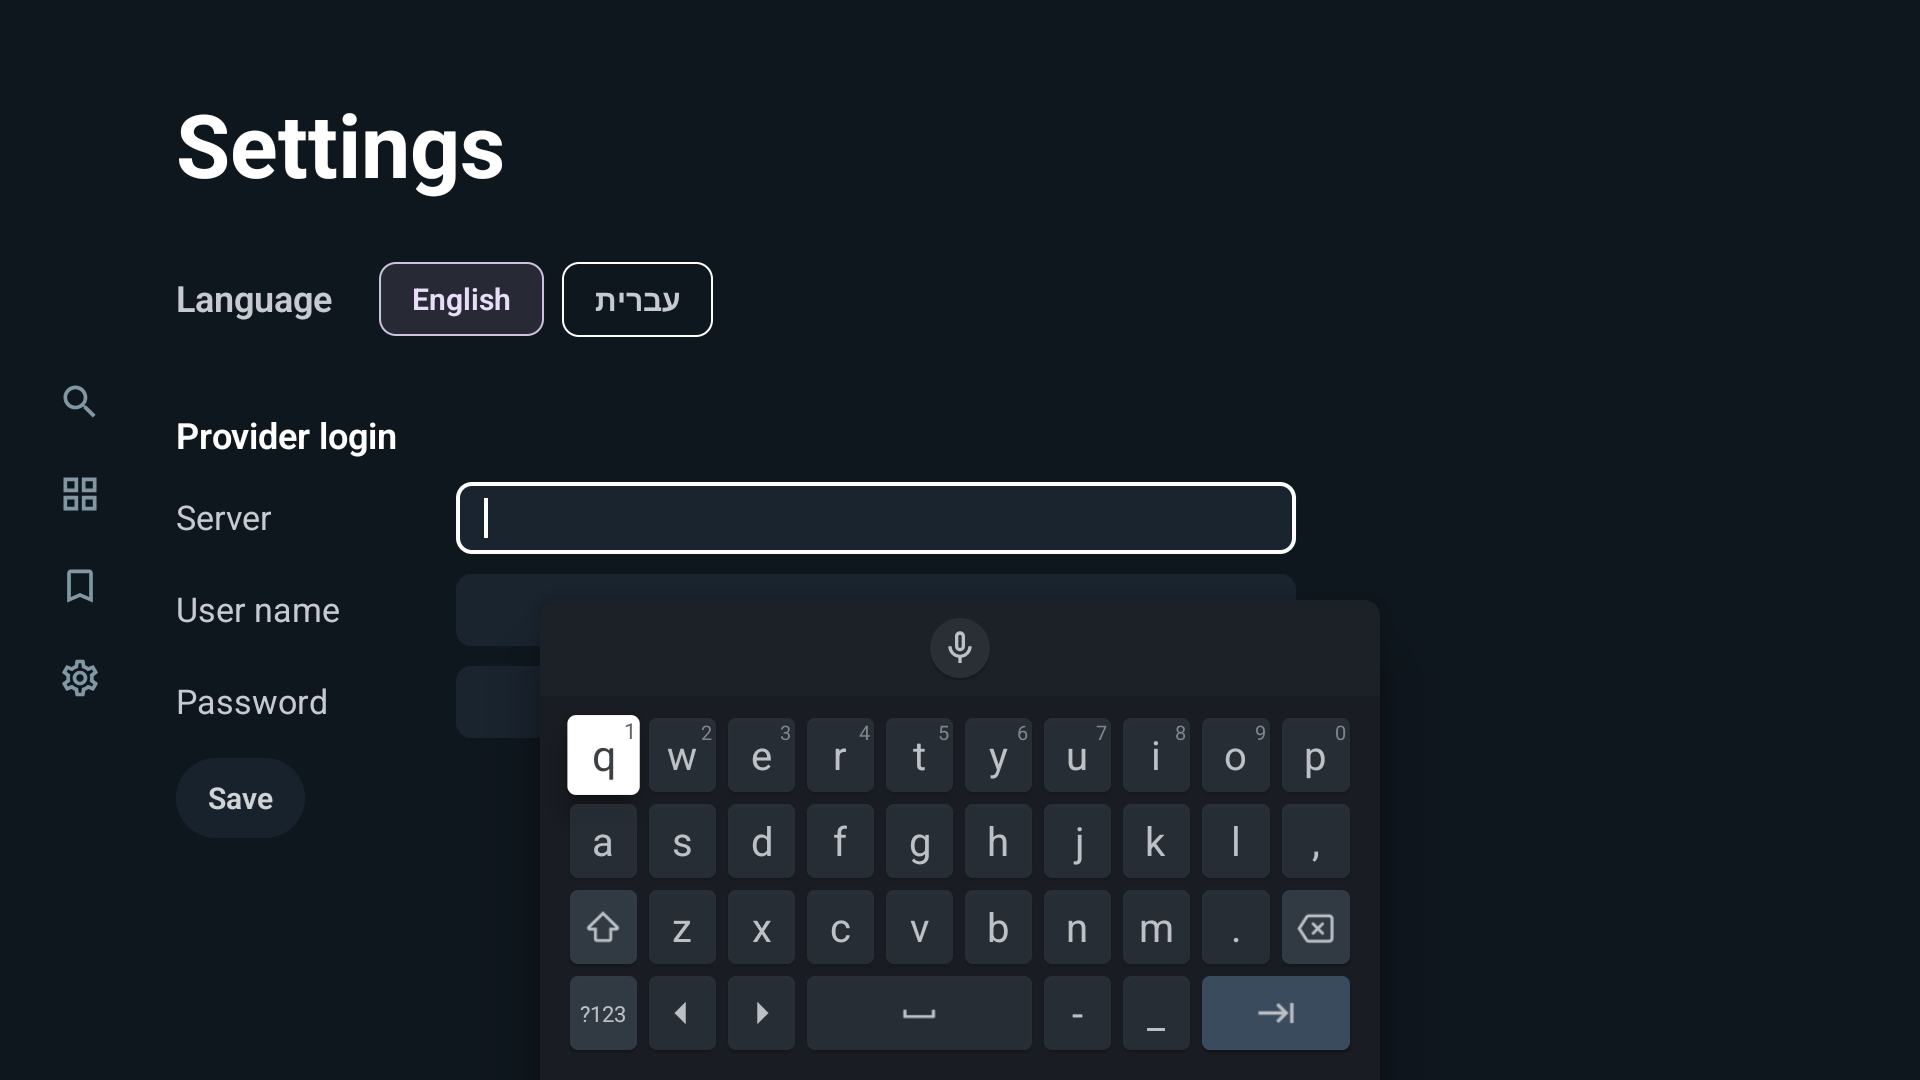 Settings
Language English עברית
Provider login
Server
User name
Password
Save
q 1 w 2 e 3 r 4 t 5 y 6 u 7 i 8 o 9 p 0
a s d f g h j k l ,
z x c v b n m .
?123 - _